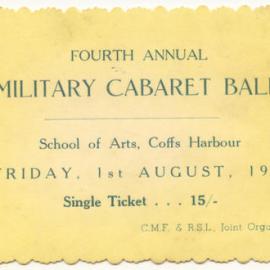 FOURTH ANNUAL
MILITARY CABARET BALL
School of Arts, Coffs Harbour
FRIDAY, 1st AUGUST, 19
Single Ticket . . . 15/-
C.M.F. & R.S.L., Joint Orga